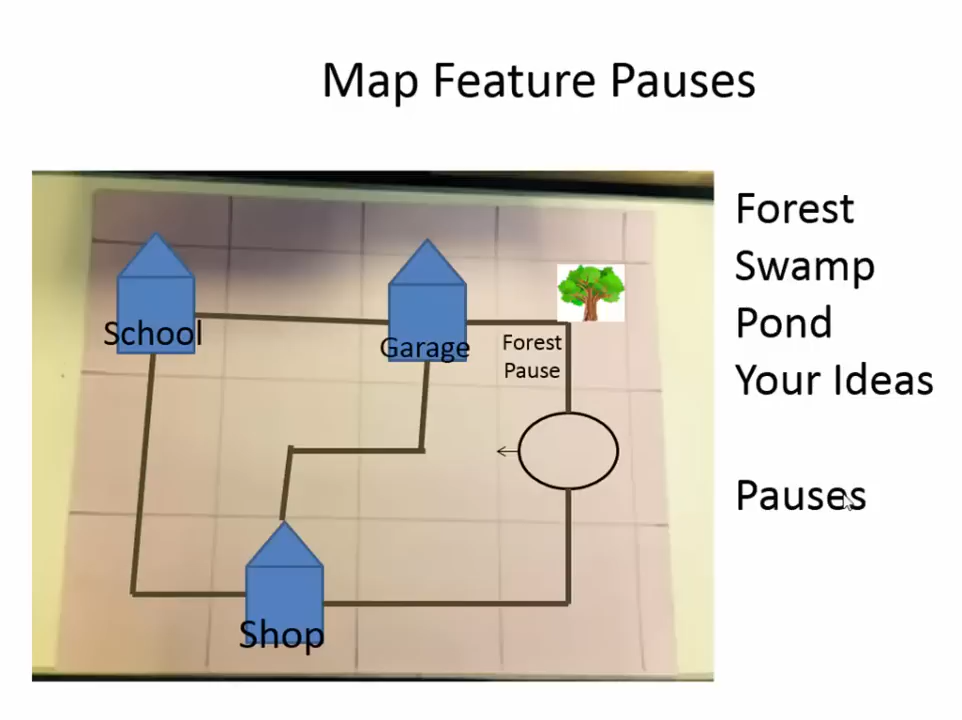 Map Feature Pauses
School
Garage
Forest
Pause
Shop
Forest
Swamp
Pond
Your Ideas
Pauses